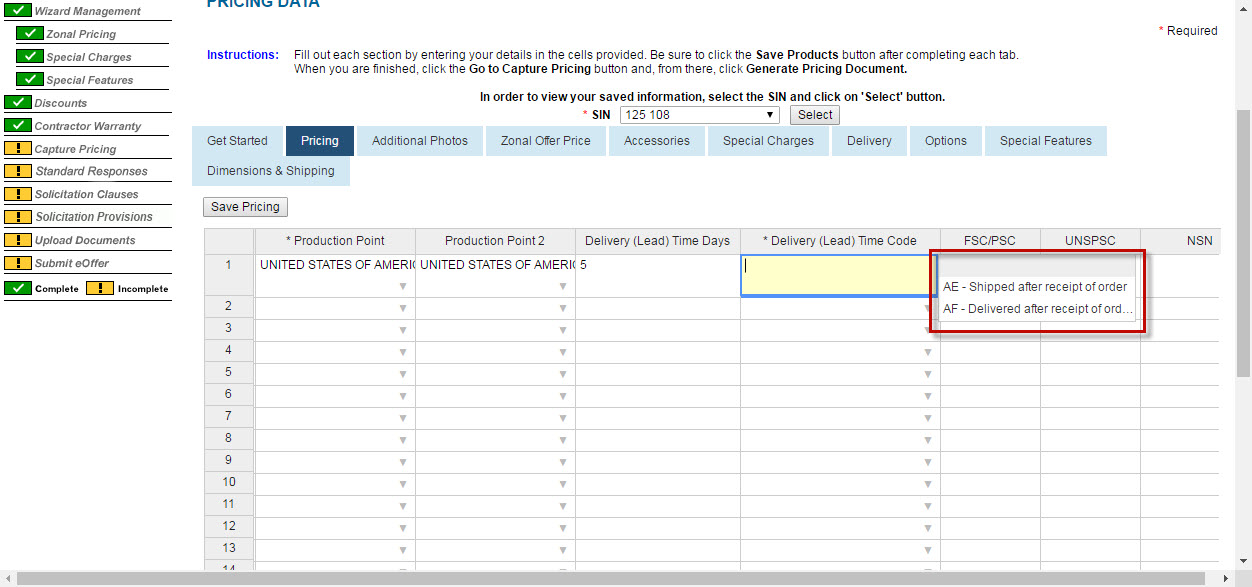 PRICING DATA
Wizard Management
Zonal Pricing
Special Charges
Special Features
Discounts
Contractor Warranty
Capture Pricing
Standard Responses
Solicitation Clauses
Solicitation Provisions
Upload Documents
Submit eOffer
Complete Incomplete
* Required
Instructions: Fill out each section by entering your details in the cells provided. Be sure to click the Save Products button after completing each tab.
When you are finished, click the Go to Capture Pricing button and, from there, click Generate Pricing Document.
In order to view your saved information, select the SIN and click on 'Select' button.
* SIN 125 108 Select
Get Started Pricing Additional Photos Zonal Offer Price Accessories Special Charges Delivery Options Special Features
Dimensions & Shipping
Save Pricing
* Production Point Production Point 2 Delivery (Lead) Time Days * Delivery (Lead) Time Code FSC/PSC UNSPSC NSN
1 UNITED STATES OF AMERIC UNITED STATES OF AMERIC 5
AE - Shipped after receipt of order
AF - Delivered after receipt of ord...
2
3
4
5
6
7
8
9
10
11
12
13
14